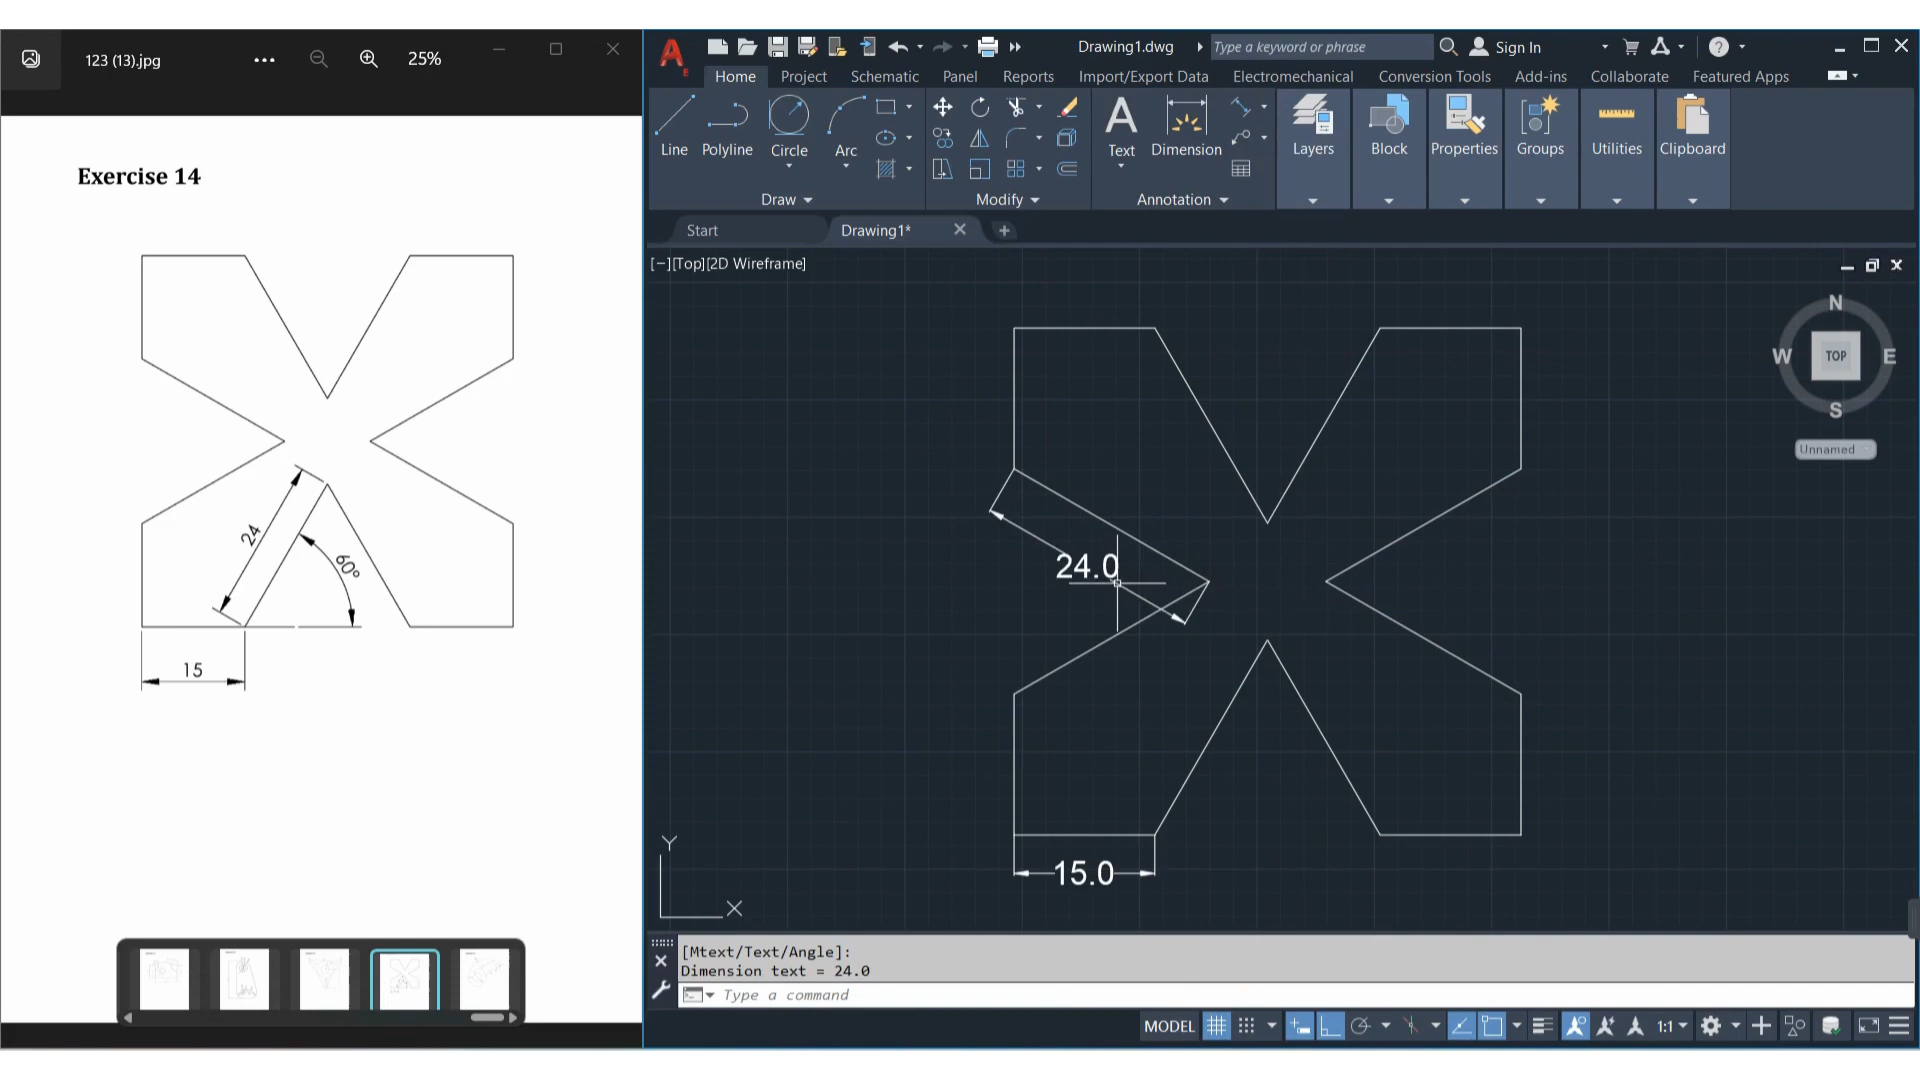 123 (13).jpg
25%
Exercise 14
24
60°
15
Drawing1.dwg
Type a keyword or phrase
Sign In
Home
Project
Schematic
Panel
Reports
Import/Export Data
Electromechanical
Conversion Tools
Add-ins
Collaborate
Featured Apps
Line
Polyline
Circle
Arc
Text
Dimension
Layers
Block
Properties
Groups
Utilities
Clipboard
Draw
Modify
Annotation
Start
Drawing1*
[−][Top][2D Wireframe]
N
W
TOP
E
S
Unnamed
24.0
15.0
Y
X
[Mtext/Text/Angle]:
Dimension text = 24.0
Type a command
MODEL
1:1